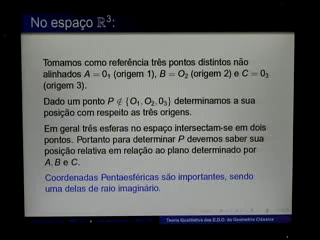 No espaço ℝ³:
Tomamos como referência três pontos distintos não
alinhados A = 0₁ (origem 1), B = O₂ (origem 2) e C = 0₃
(origem 3).
Dado um ponto P ∉ {O₁, O₂, O₃} determinamos a sua
posição com respeito as três origens.
Em geral três esferas no espaço intersectam-se em dois
pontos. Portanto para determinar P devemos saber sua
posição relativa em relação ao plano determinado por
A, B e C.
Coordenadas Pentaesféricas são importantes, sendo
uma delas de raio imaginário.
Teoria Qualitativa das E.D.O. da Geometria Clássica